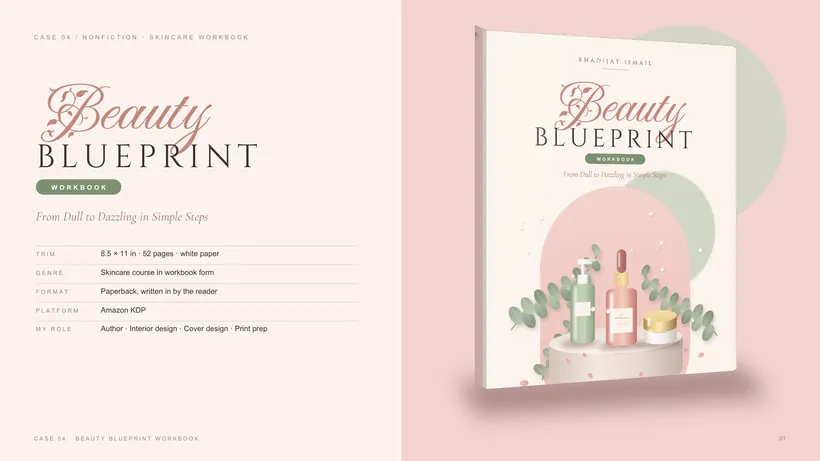 CASE 04 / NONFICTION · SKINCARE WORKBOOK
Beauty
BLUEPRINT
WORKBOOK
From Dull to Dazzling in Simple Steps
TRIM 8.5 × 11 in · 52 pages · white paper
GENRE Skincare course in workbook form
FORMAT Paperback, written in by the reader
PLATFORM Amazon KDP
MY ROLE Author · Interior design · Cover design · Print prep
CASE 04 BEAUTY BLUEPRINT WORKBOOK
KHADIJAT ISMAIL
Beauty
BLUEPRINT
WORKBOOK
From Dull to Dazzling in Simple Steps
01